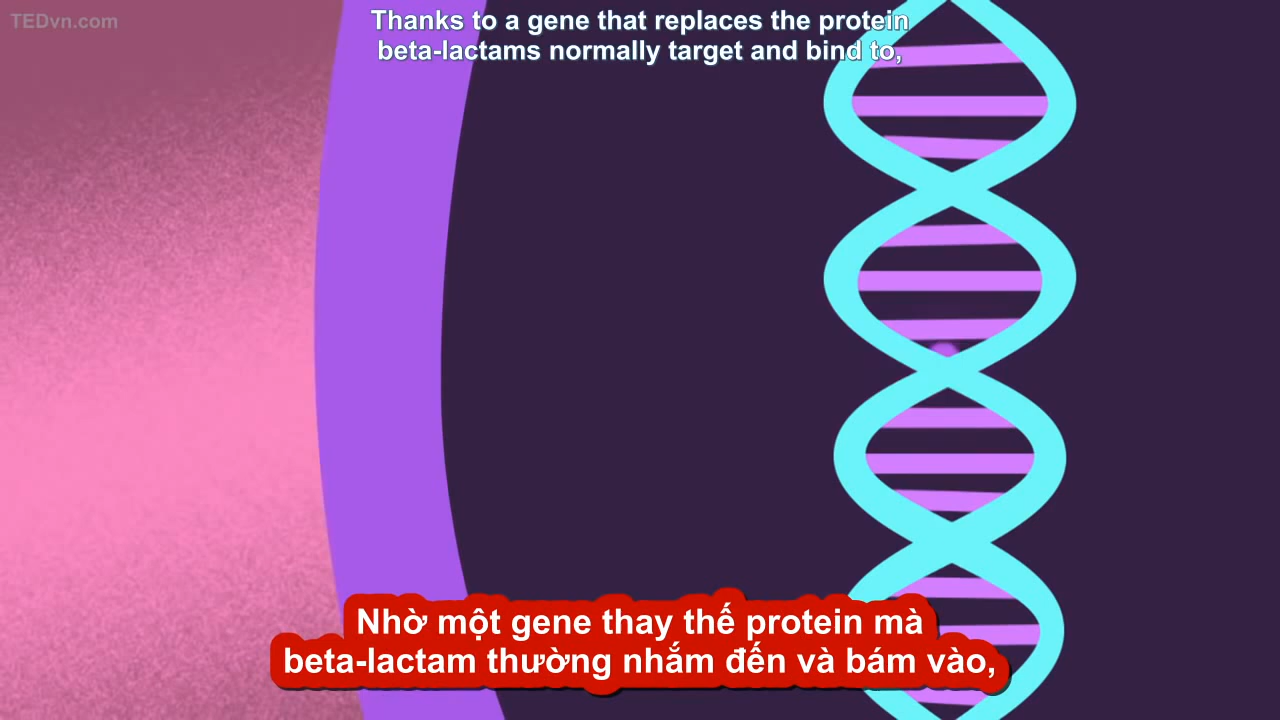 TEDvn.com
Thanks to a gene that replaces the protein
beta-lactams normally target and bind to,
Nhờ một gene thay thế protein mà
beta-lactam thường nhắm đến và bám vào,